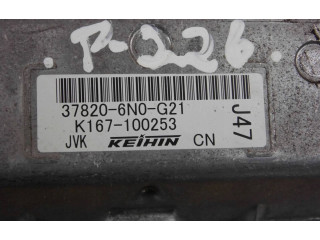 P-226
37820-6N0-G21
K167-100253
JVK KEIHIN CN
J47